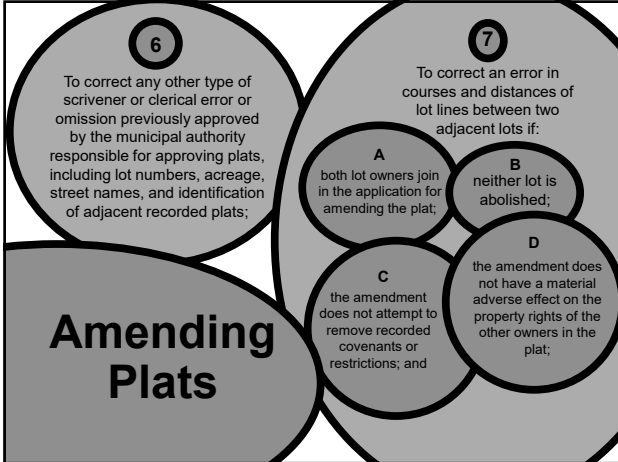 6
To correct any other type of
scrivener or clerical error or
omission previously approved
by the municipal authority
responsible for approving plats,
including lot numbers, acreage,
street names, and identification
of adjacent recorded plats;
7
To correct an error in
courses and distances of
lot lines between two
adjacent lots if:
A
both lot owners join
in the application for
amending the plat;
B
neither lot is
abolished;
C
the amendment
does not attempt to
remove recorded
covenants or
restrictions; and
D
the amendment does
not have a material
adverse effect on the
property rights of the
other owners in the
plat;
Amending
Plats